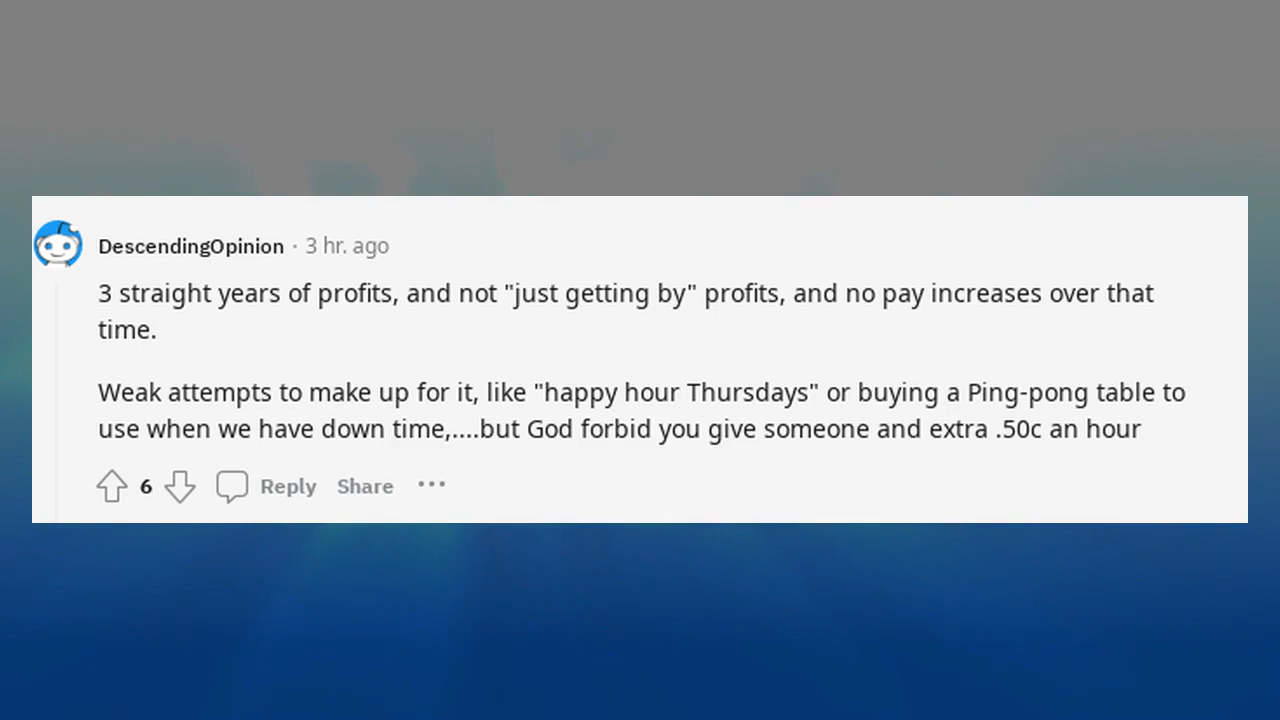 DescendingOpinion · 3 hr. ago
3 straight years of profits, and not "just getting by" profits, and no pay increases over that
time.
Weak attempts to make up for it, like "happy hour Thursdays" or buying a Ping-pong table to
use when we have down time,....but God forbid you give someone and extra .50c an hour
6 Reply Share ···